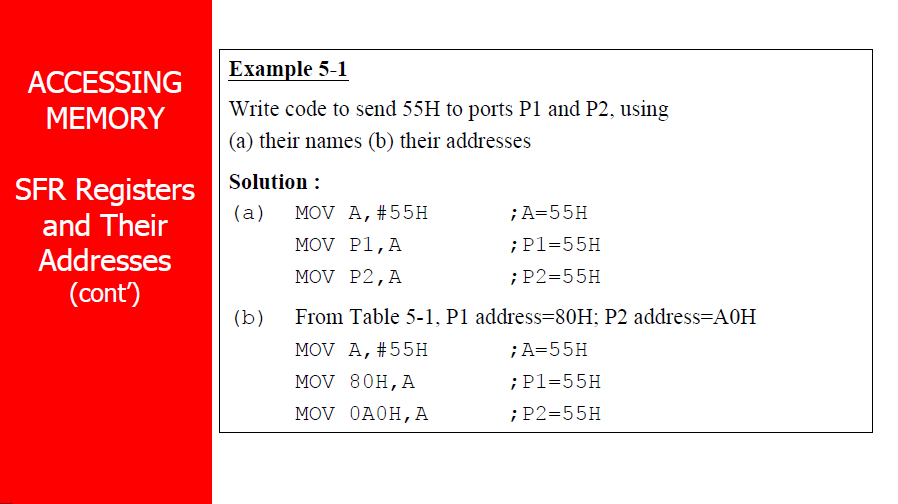 ACCESSING
MEMORY
SFR Registers
and Their
Addresses
(cont’)
Example 5-1
Write code to send 55H to ports P1 and P2, using
(a) their names (b) their addresses
Solution :
(a) MOV A,#55H ;A=55H
MOV P1,A ;P1=55H
MOV P2,A ;P2=55H
(b) From Table 5-1, P1 address=80H; P2 address=A0H
MOV A,#55H ;A=55H
MOV 80H,A ;P1=55H
MOV 0A0H,A ;P2=55H